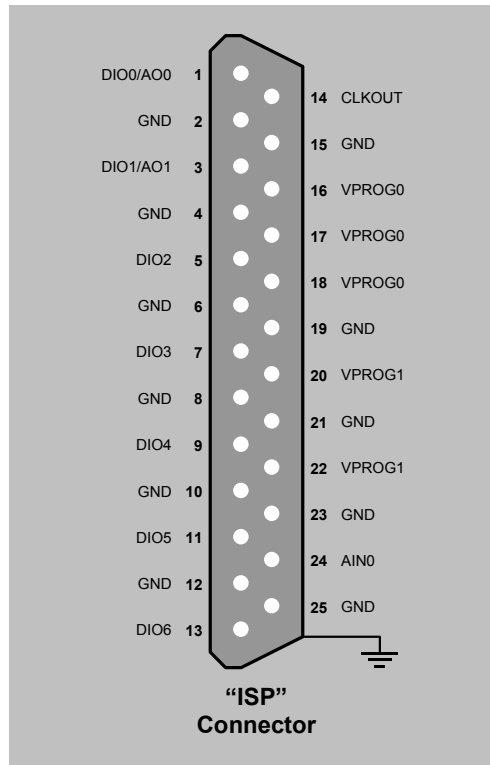 DIO0/AO0 1
14 CLKOUT
GND 2
15 GND
DIO1/AO1 3
16 VPROG0
GND 4
17 VPROG0
DIO2 5
18 VPROG0
GND 6
19 GND
DIO3 7
20 VPROG1
GND 8
21 GND
DIO4 9
22 VPROG1
GND 10
23 GND
DIO5 11
24 AIN0
GND 12
25 GND
DIO6 13
“ISP”
Connector